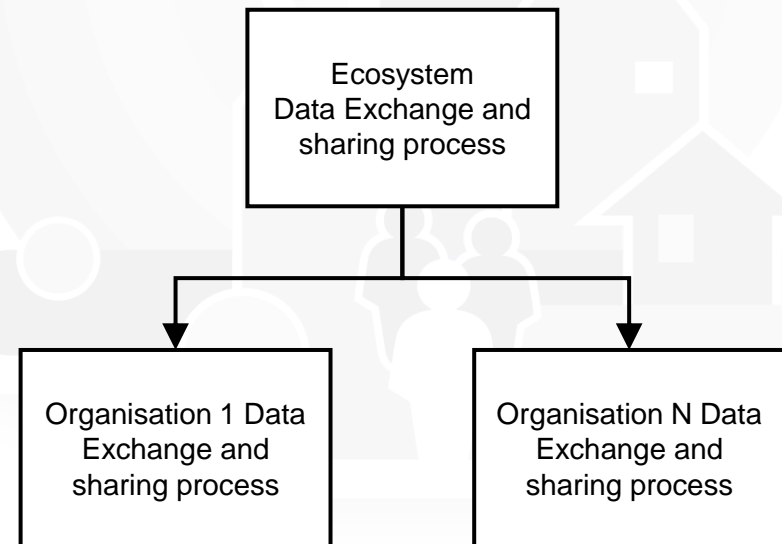 Ecosystem
Data Exchange and
sharing process
Organisation 1 Data
Exchange and
sharing process
Organisation N Data
Exchange and
sharing process